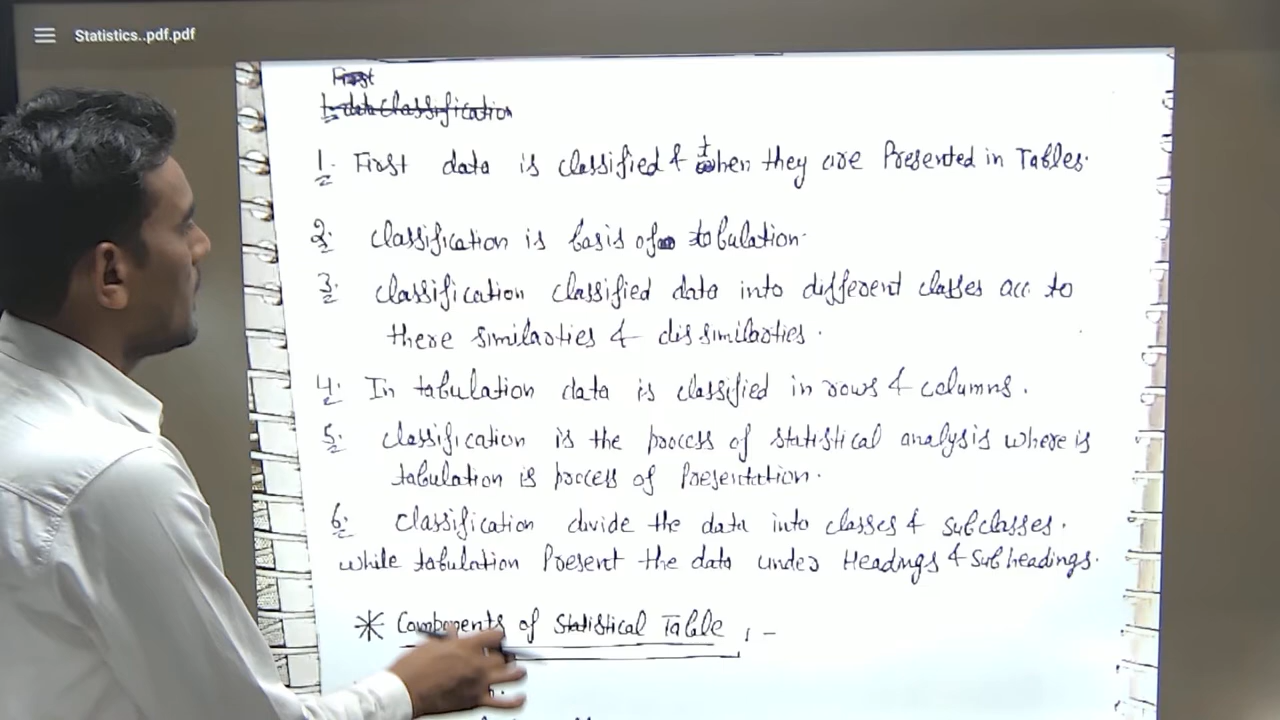 Statistics..pdf.pdf
First
1. data classification
1. First data is classified & then they are Presented in Tables.
2. classification is basis of tabulation.
3. classification classified data into different classes acc. to
there similarties & dissimilarties.
4. In tabulation data is classified in rows & columns.
5. classification is the process of statistical analysis where is
tabulation is process of Presentation.
6. classification divide the data into classes & subclasses.
while tabulation Present the data under Headings & Subheadings.
* Components of Statistical Table : -